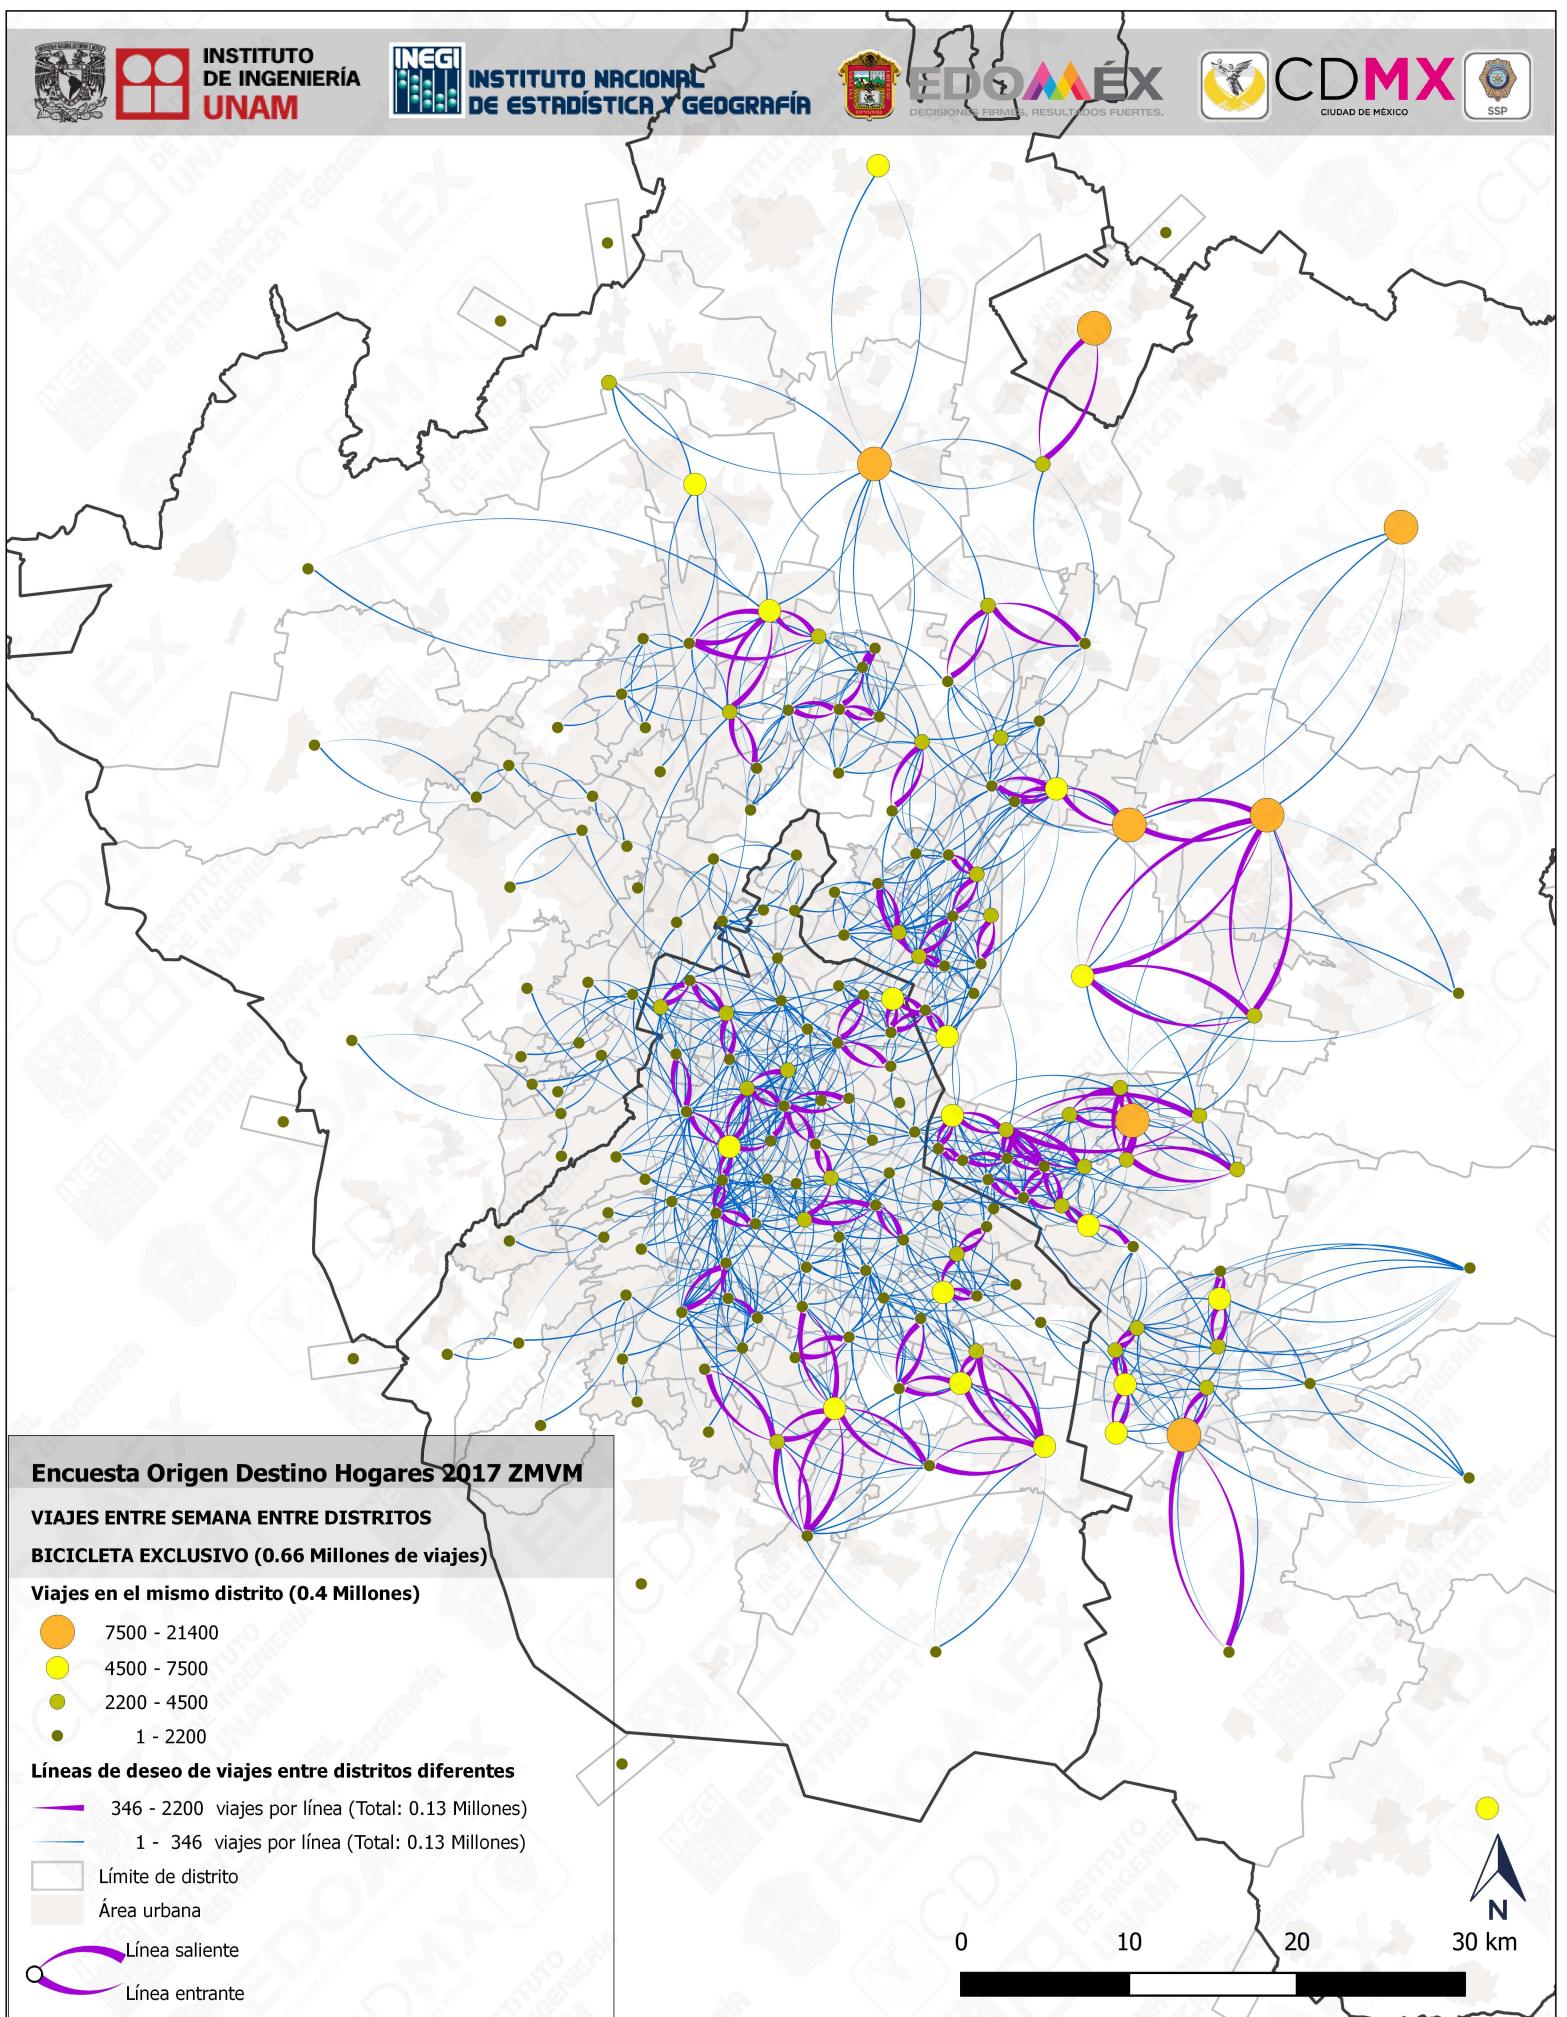 INSTITUTO
DE INGENIERÍA
UNAM
INEGI
INSTITUTO NACIONAL
DE ESTADÍSTICA Y GEOGRAFÍA
EDOMÉX
DECISIONES FIRMES, RESULTADOS FUERTES.
CDMX
CIUDAD DE MÉXICO
SSP
Encuesta Origen Destino Hogares 2017 ZMVM
VIAJES ENTRE SEMANA ENTRE DISTRITOS
BICICLETA EXCLUSIVO (0.66 Millones de viajes)
Viajes en el mismo distrito (0.4 Millones)
7500 - 21400
4500 - 7500
2200 - 4500
1 - 2200
Líneas de deseo de viajes entre distritos diferentes
346 - 2200 viajes por línea (Total: 0.13 Millones)
1 - 346 viajes por línea (Total: 0.13 Millones)
Límite de distrito
Área urbana
Línea saliente
Línea entrante
N
0 10 20 30 km